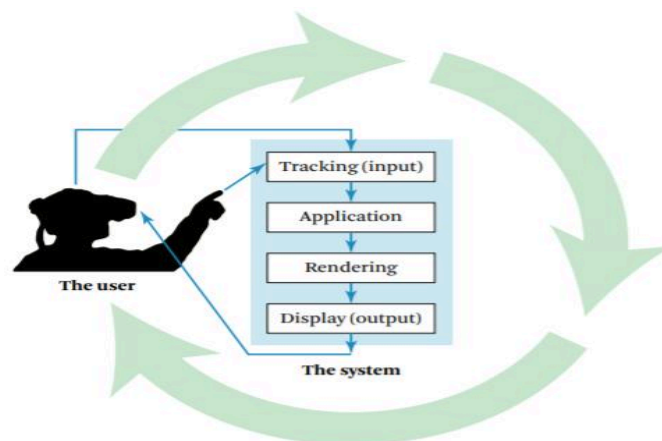 Tracking (input)
Application
Rendering
The user
Display (output)
The system